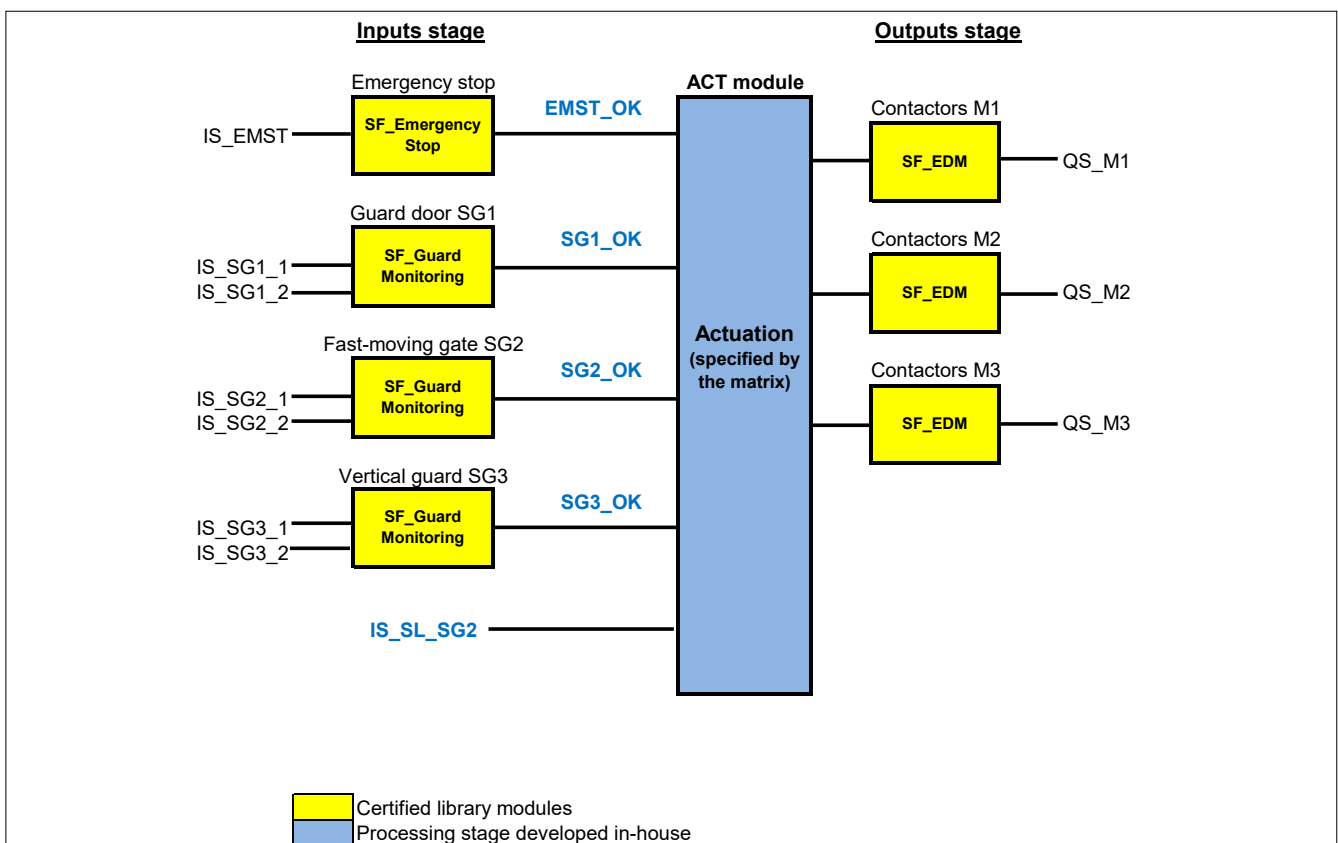 Inputs stage
Outputs stage
Emergency stop
ACT module
IS_EMST
SF_Emergency
Stop
EMST_OK
Contactors M1
SF_EDM
QS_M1
Guard door SG1
IS_SG1_1
IS_SG1_2
SF_Guard
Monitoring
SG1_OK
Contactors M2
SF_EDM
QS_M2
Actuation
(specified by
the matrix)
Fast-moving gate SG2
IS_SG2_1
IS_SG2_2
SF_Guard
Monitoring
SG2_OK
Contactors M3
SF_EDM
QS_M3
Vertical guard SG3
IS_SG3_1
IS_SG3_2
SF_Guard
Monitoring
SG3_OK
IS_SL_SG2
Certified library modules
Processing stage developed in-house